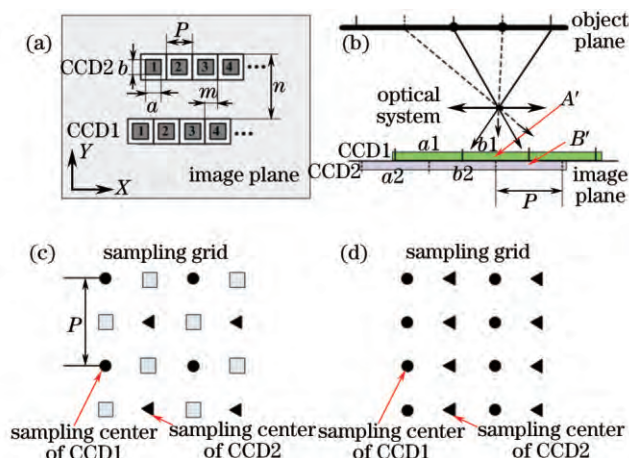 (a)
P
CCD2 b
1 2 3 4 ...
a
m
n
CCD1
1 2 3 4 ...
Y
X
image plane
(b)
object
plane
optical
system
A′
CCD1
a1
b1
B′
CCD2
a2
b2
image
plane
P
(c)
sampling grid
P
sampling center
of CCD1
sampling center
of CCD2
(d)
sampling grid
sampling center
of CCD1
sampling center
of CCD2